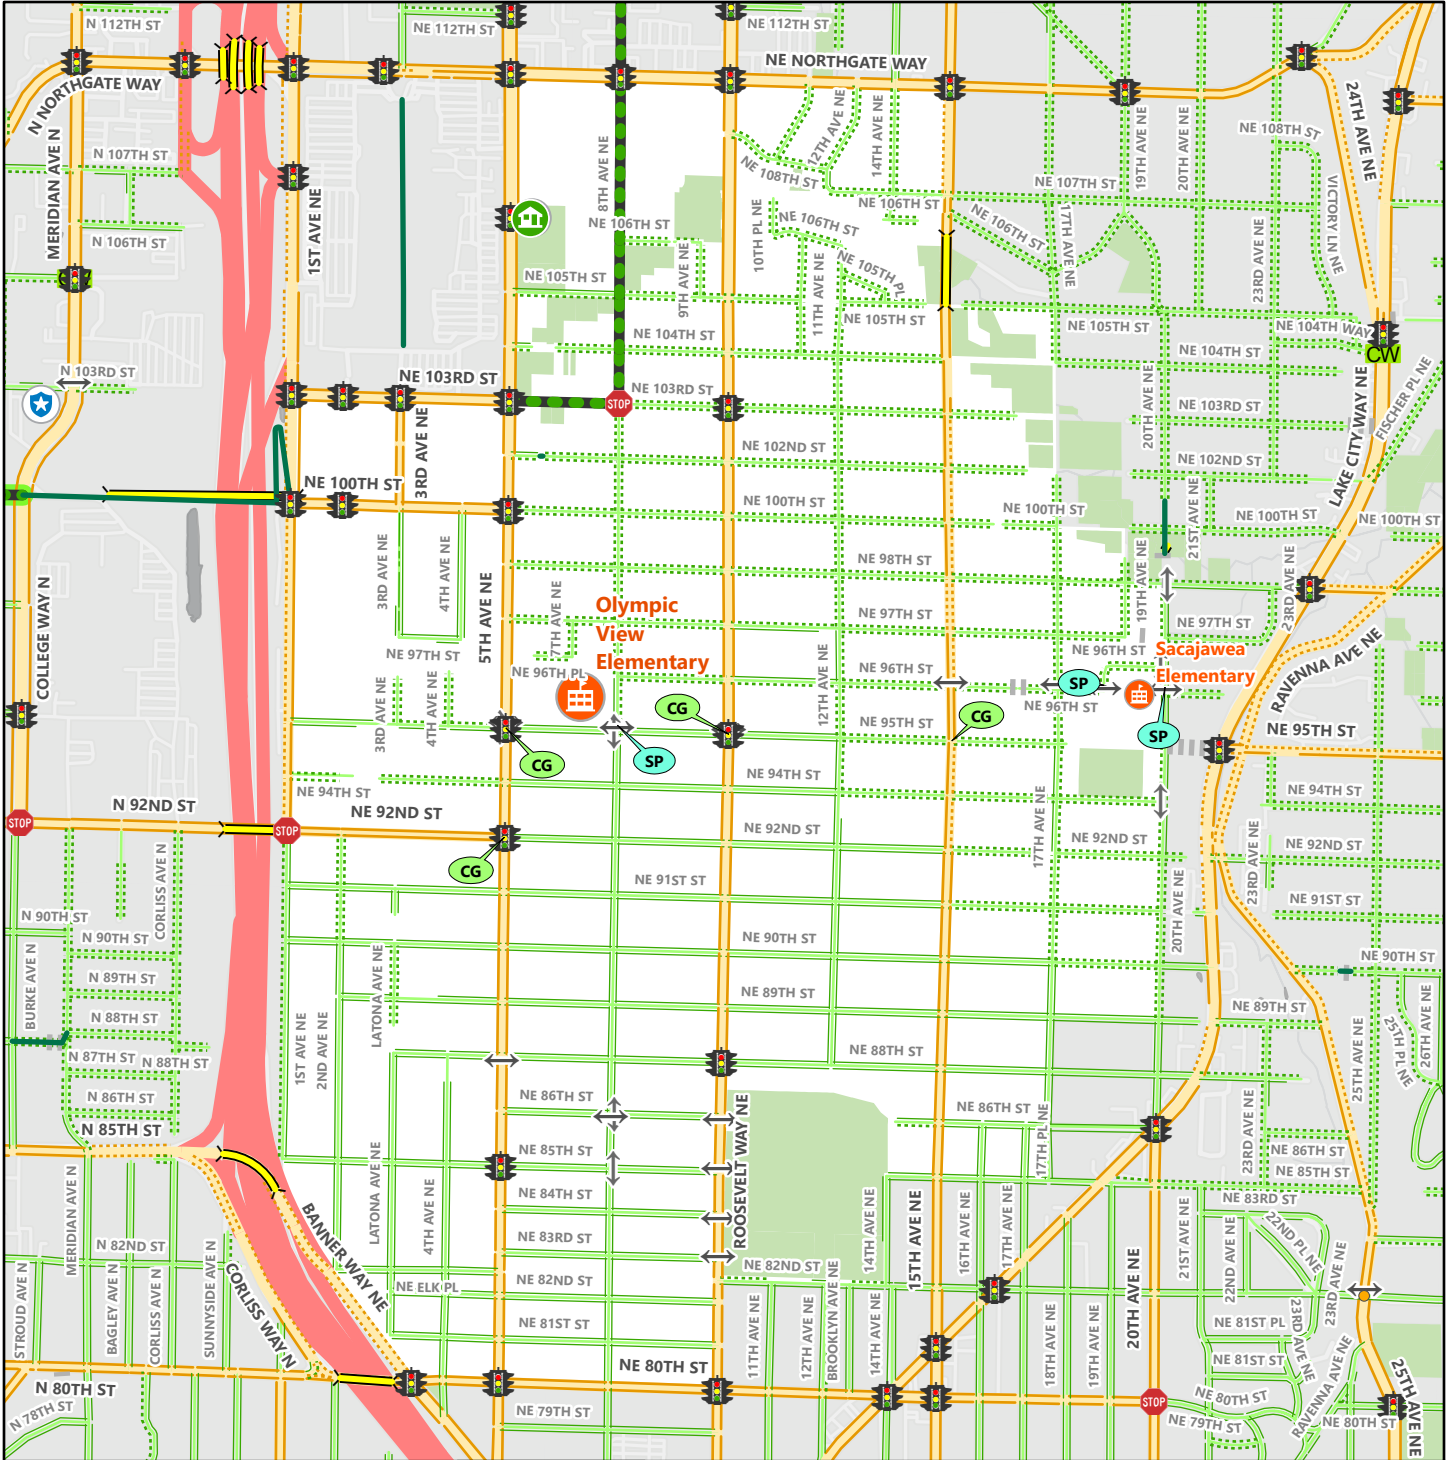 N 112TH ST
NE 112TH ST
NE 112TH ST
NE NORTHGATE WAY
N NORTHGATE WAY
24TH AVE NE
MERIDIAN AVE N
N 107TH ST
8TH AVE NE
NE 108TH ST
12TH AVE NE
14TH AVE NE
19TH AVE NE
20TH AVE NE
NE 108TH ST
NE 107TH ST
VICTORY LN NE
1ST AVE NE
N 106TH ST
NE 106TH ST
10TH PL NE
NE 106TH ST
NE 106TH ST
NE 106TH ST
17TH AVE NE
23RD AVE NE
NE 105TH ST
9TH AVE NE
11TH AVE NE
NE 105TH PL
NE 105TH ST
NE 105TH ST
NE 104TH WAY
NE 104TH ST
NE 104TH ST
CW
N 103RD ST
NE 103RD ST
NE 103RD ST
NE 103RD ST
STOP
3RD AVE NE
20TH AVE NE
LAKE CITY WAY NE
FISCHER PL NE
NE 102ND ST
NE 102ND ST
NE 100TH ST
NE 100TH ST
NE 100TH ST
NE 100TH ST
NE 100TH ST
21ST AVE NE
3RD AVE NE
4TH AVE NE
5TH AVE NE
7TH AVE NE
NE 98TH ST
19TH AVE NE
23RD AVE NE
COLLEGE WAY N
Olympic
View
Elementary
NE 97TH ST
NE 97TH ST
NE 97TH ST
NE 96TH PL
NE 96TH ST
NE 96TH ST
NE 96TH ST
Sacajawea
Elementary
RAVENNA AVE NE
3RD AVE NE
4TH AVE NE
12TH AVE NE
SP
CG
CG
CG
SP
SP
NE 95TH ST
NE 95TH ST
NE 94TH ST
NE 94TH ST
NE 94TH ST
N 92ND ST
NE 92ND ST
NE 92ND ST
NE 92ND ST
NE 92ND ST
STOP
STOP
CG
17TH AVE NE
20TH AVE NE
23RD AVE NE
CORLISS AVE N
NE 91ST ST
NE 91ST ST
N 90TH ST
N 90TH ST
NE 90TH ST
NE 90TH ST
BURKE AVE N
N 89TH ST
NE 89TH ST
NE 89TH ST
N 88TH ST
N 87TH ST
N 88TH ST
NE 88TH ST
LATONA AVE NE
1ST AVE NE
2ND AVE NE
25TH AVE NE
25TH PL NE
26TH AVE NE
N 86TH ST
NE 86TH ST
NE 86TH ST
NE 86TH ST
N 85TH ST
NE 85TH ST
NE 85TH ST
17TH PL NE
23RD AVE NE
ROOSEVELT WAY NE
MERIDIAN AVE N
LATONA AVE NE
4TH AVE NE
NE 84TH ST
NE 83RD ST
NE 83RD ST
14TH AVE NE
15TH AVE NE
16TH AVE NE
17TH AVE NE
21ST AVE NE
22ND AVE NE
22ND PL NE
23RD AVE NE
N 82ND ST
NE 82ND ST
NE 82ND ST
NE ELK PL
BANNER WAY NE
CORLISS WAY N
STROUD AVE N
BAGLEY AVE N
CORLISS AVE N
SUNNYSIDE AVE N
NE 81ST ST
NE 81ST PL
NE 81ST ST
11TH AVE NE
12TH AVE NE
BROOKLYN AVE NE
14TH AVE NE
18TH AVE NE
19TH AVE NE
20TH AVE NE
23RD AVE NE
RAVENNA AVE NE
25TH AVE NE
N 80TH ST
NE 80TH ST
NE 80TH ST
NE 80TH ST
STOP
N 78TH ST
NE 79TH ST
NE 79TH ST